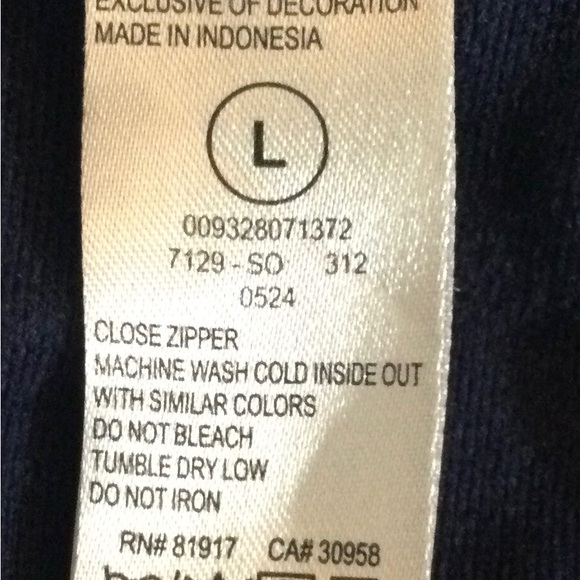 EXCLUSIVE OF DECORATION
MADE IN INDONESIA
L
009328071372
7129 - SO 312
0524
CLOSE ZIPPER
MACHINE WASH COLD INSIDE OUT
WITH SIMILAR COLORS
DO NOT BLEACH
TUMBLE DRY LOW
DO NOT IRON
RN# 81917 CA# 30958